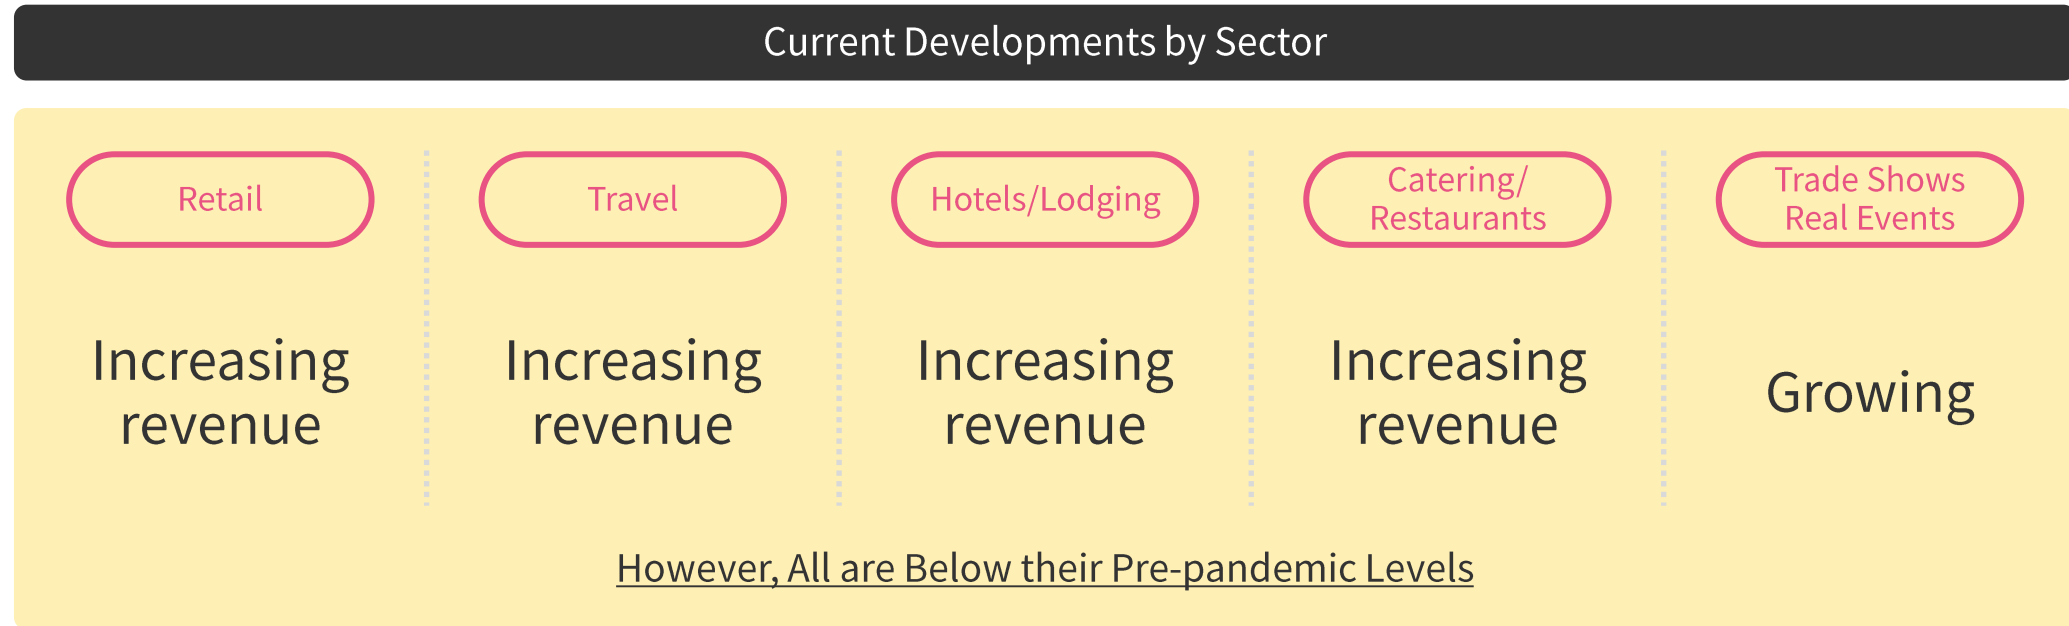 Current Developments by Sector
Retail
Travel
Hotels/Lodging
Catering/
Restaurants
Trade Shows
Real Events
Increasing
revenue
Increasing
revenue
Increasing
revenue
Increasing
revenue
Growing
However, All are Below their Pre-pandemic Levels